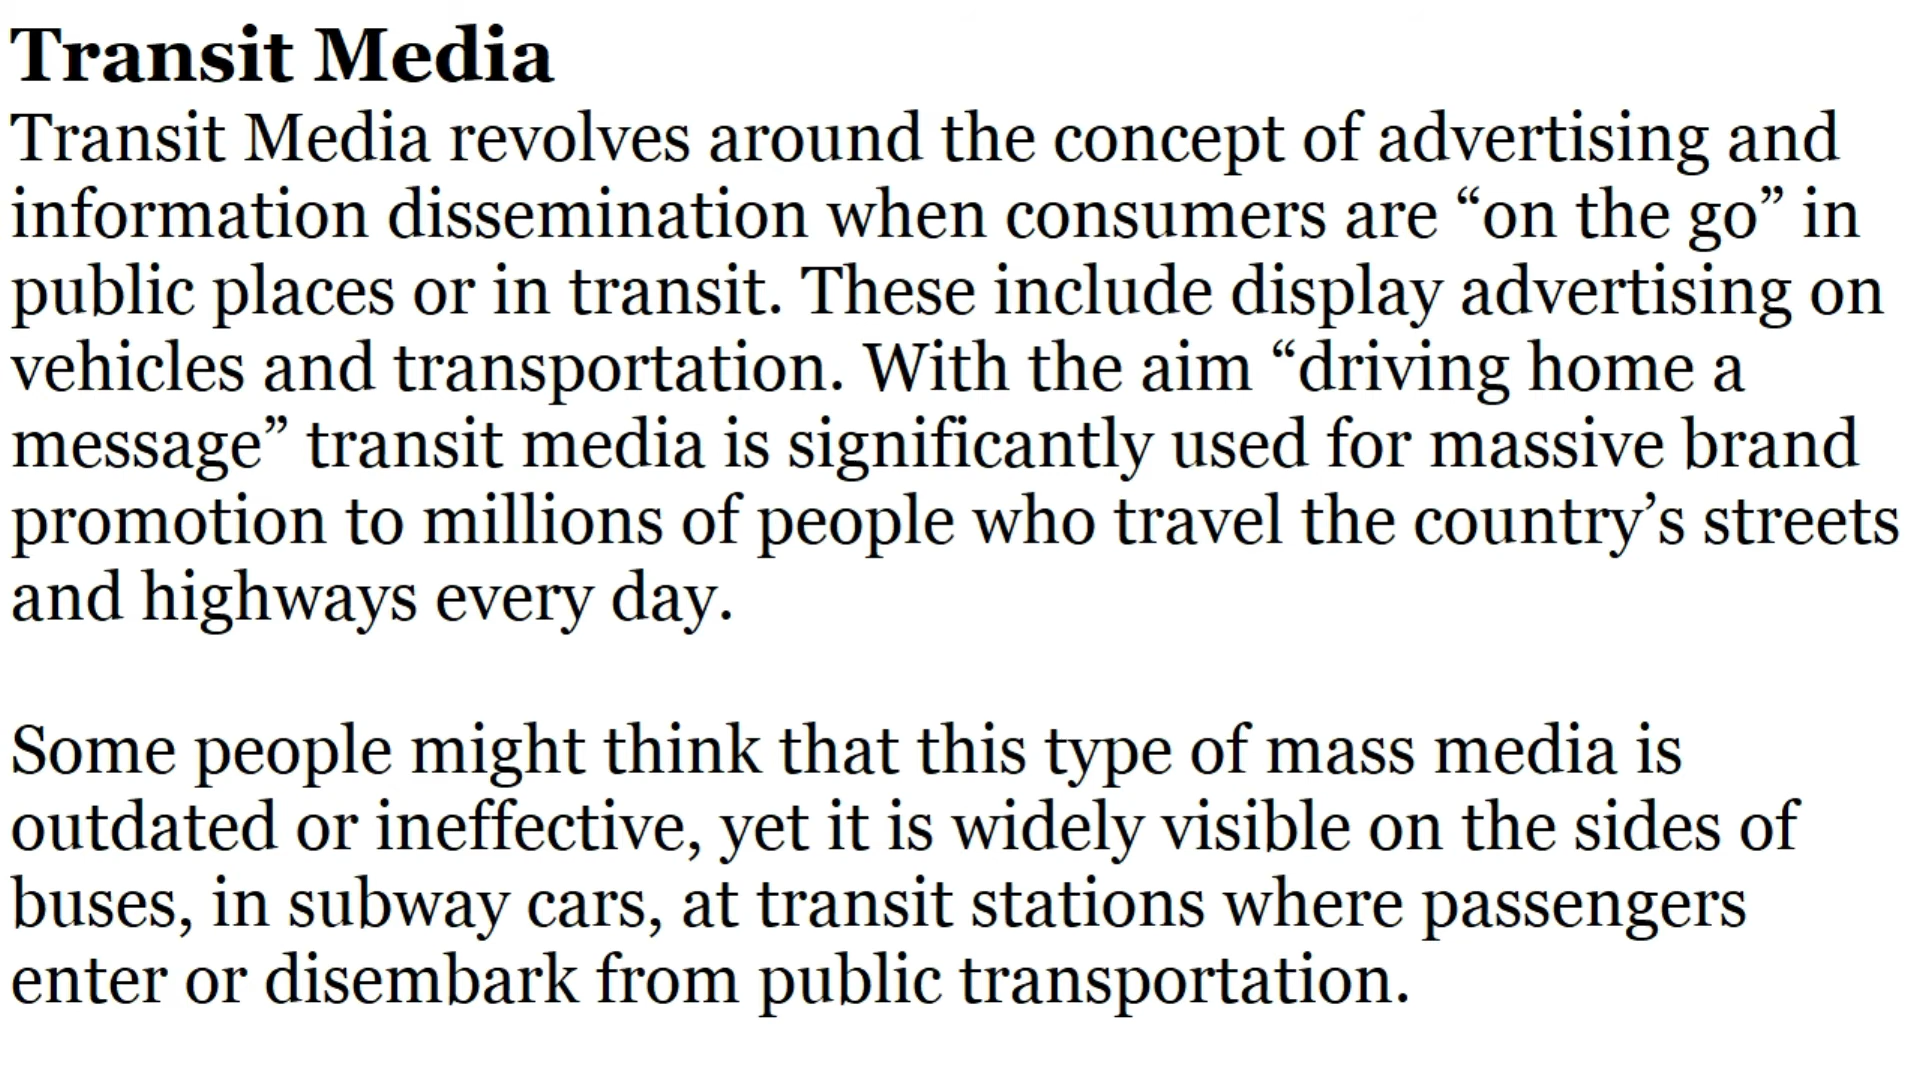 Transit Media
Transit Media revolves around the concept of advertising and
information dissemination when consumers are “on the go” in
public places or in transit. These include display advertising on
vehicles and transportation. With the aim “driving home a
message” transit media is significantly used for massive brand
promotion to millions of people who travel the country’s streets
and highways every day.
Some people might think that this type of mass media is
outdated or ineffective, yet it is widely visible on the sides of
buses, in subway cars, at transit stations where passengers
enter or disembark from public transportation.